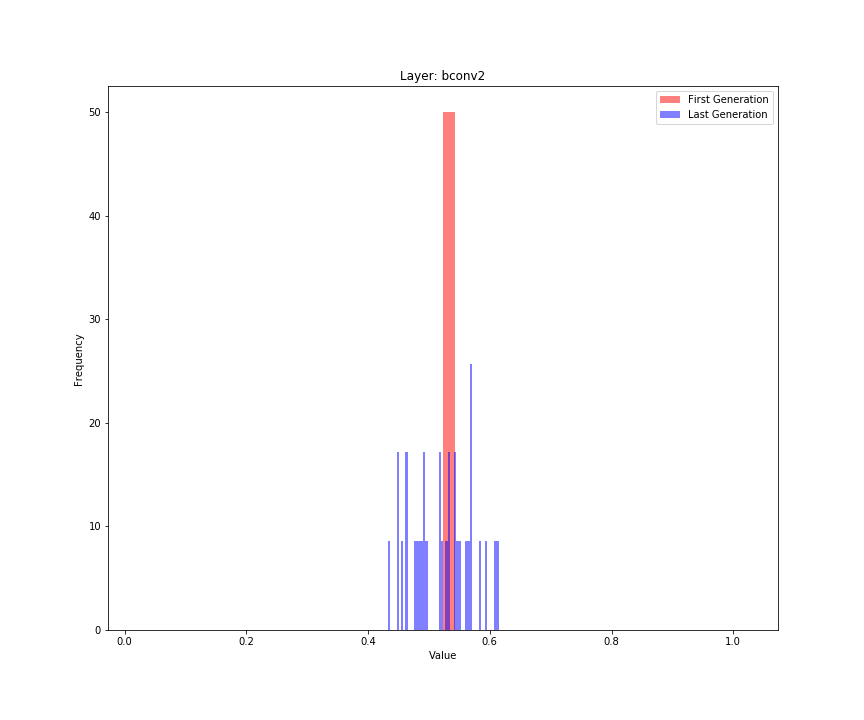 Layer: bconv2
First Generation
Last Generation
50
40
30
20
10
0
Frequency
0.0 0.2 0.4 0.6 0.8 1.0
Value